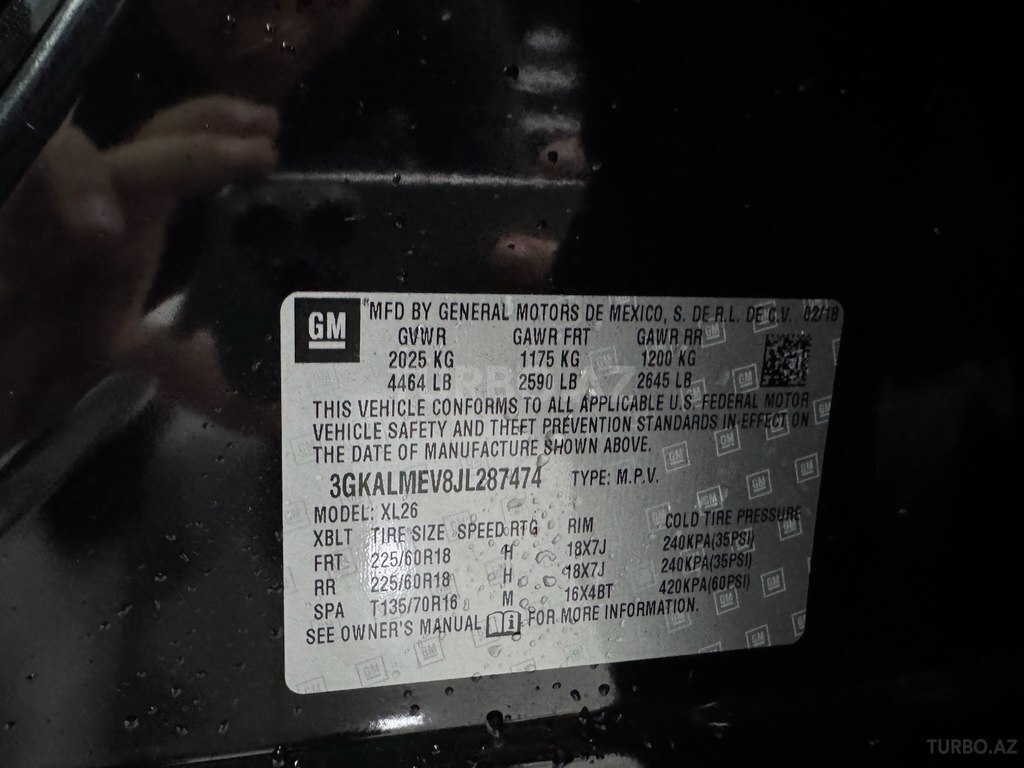 GM MFD BY GENERAL MOTORS DE MEXICO, S. DE R.L. DE C.V. 02/18
GVWR GAWR FRT GAWR RR
2025 KG 1175 KG 1200 KG
4464 LB 2590 LB 2645 LB
THIS VEHICLE CONFORMS TO ALL APPLICABLE U.S. FEDERAL MOTOR
VEHICLE SAFETY AND THEFT PREVENTION STANDARDS IN EFFECT ON
THE DATE OF MANUFACTURE SHOWN ABOVE.
3GKALMEV8JL287474 TYPE: M.P.V.
MODEL: XL26
XBLT TIRE SIZE SPEED RTG RIM COLD TIRE PRESSURE
FRT 225/60R18 H 18X7J 240KPA(35PSI)
RR 225/60R18 H 18X7J 240KPA(35PSI)
SPA T135/70R16 M 16X4BT 420KPA(60PSI)
SEE OWNER'S MANUAL FOR MORE INFORMATION.
TURBO.AZ